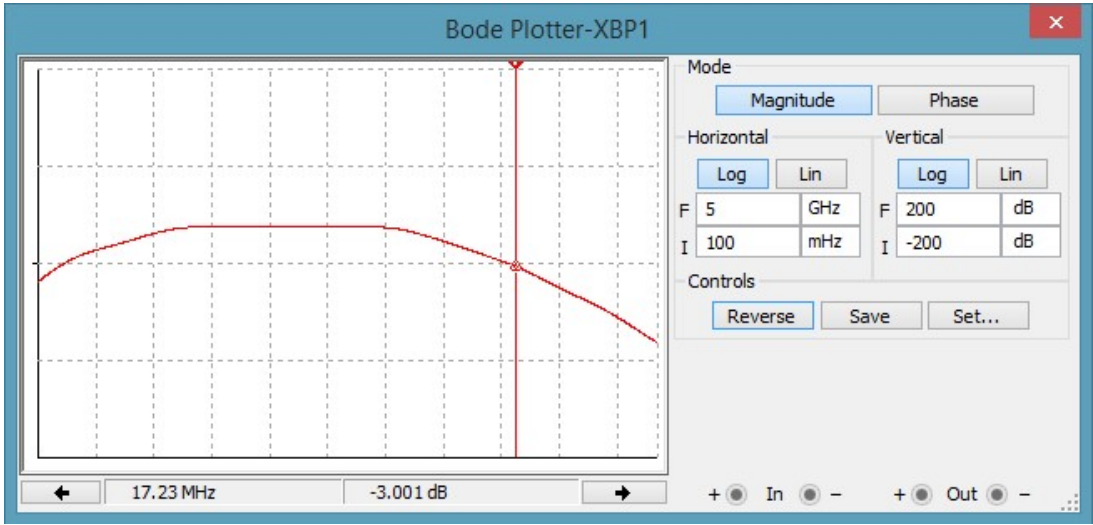 Bode Plotter-XBP1
×
Mode
Magnitude Phase
Horizontal Vertical
Log Lin Log Lin
F 5 GHz F 200 dB
I 100 mHz I -200 dB
Controls
Reverse Save Set...
17.23 MHz -3.001 dB
+ In − + Out −